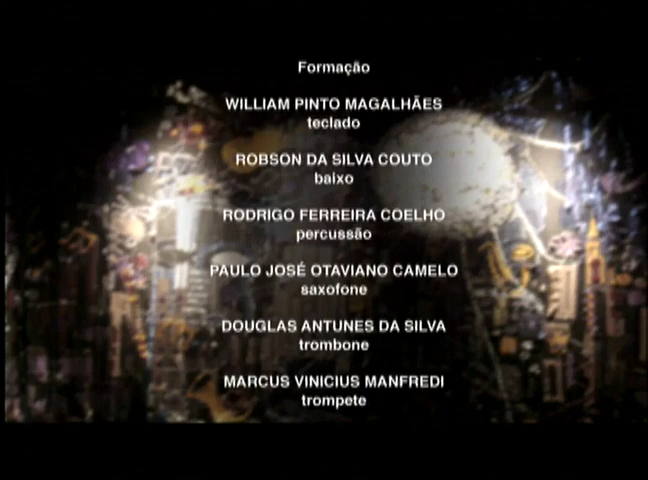 Formação
WILLIAM PINTO MAGALHÃES
teclado
ROBSON DA SILVA COUTO
baixo
RODRIGO FERREIRA COELHO
percussão
PAULO JOSÉ OTAVIANO CAMELO
saxofone
DOUGLAS ANTUNES DA SILVA
trombone
MARCUS VINICIUS MANFREDI
trompete